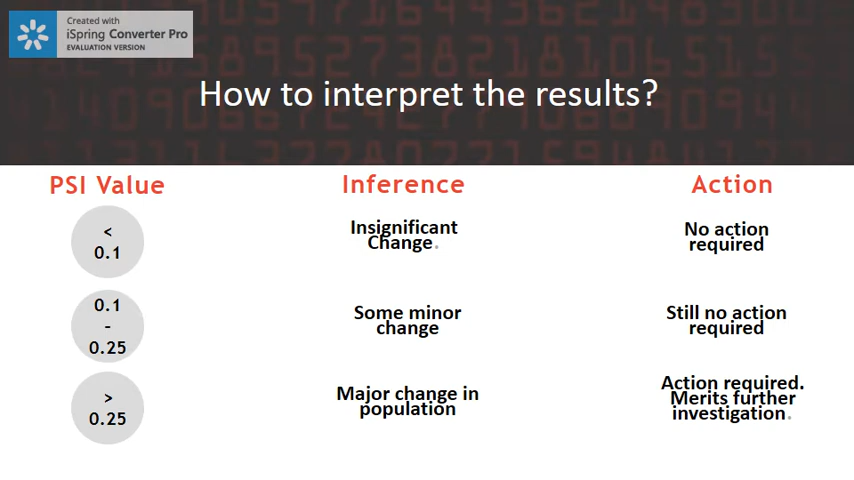 Created with
iSpring Converter Pro
EVALUATION VERSION
How to interpret the results?
PSI Value
Inference
Action
<
0.1
Insignificant
Change.
No action
required
0.1
-
0.25
Some minor
change
Still no action
required
>
0.25
Major change in
population
Action required.
Merits further
investigation.